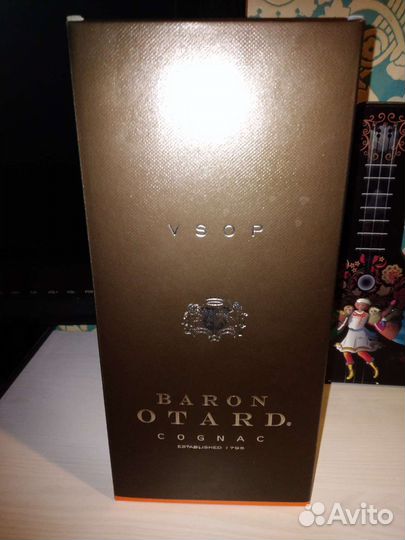 VSOP
BARON
OTARD.
COGNAC
ESTABLISHED 1795
Avito